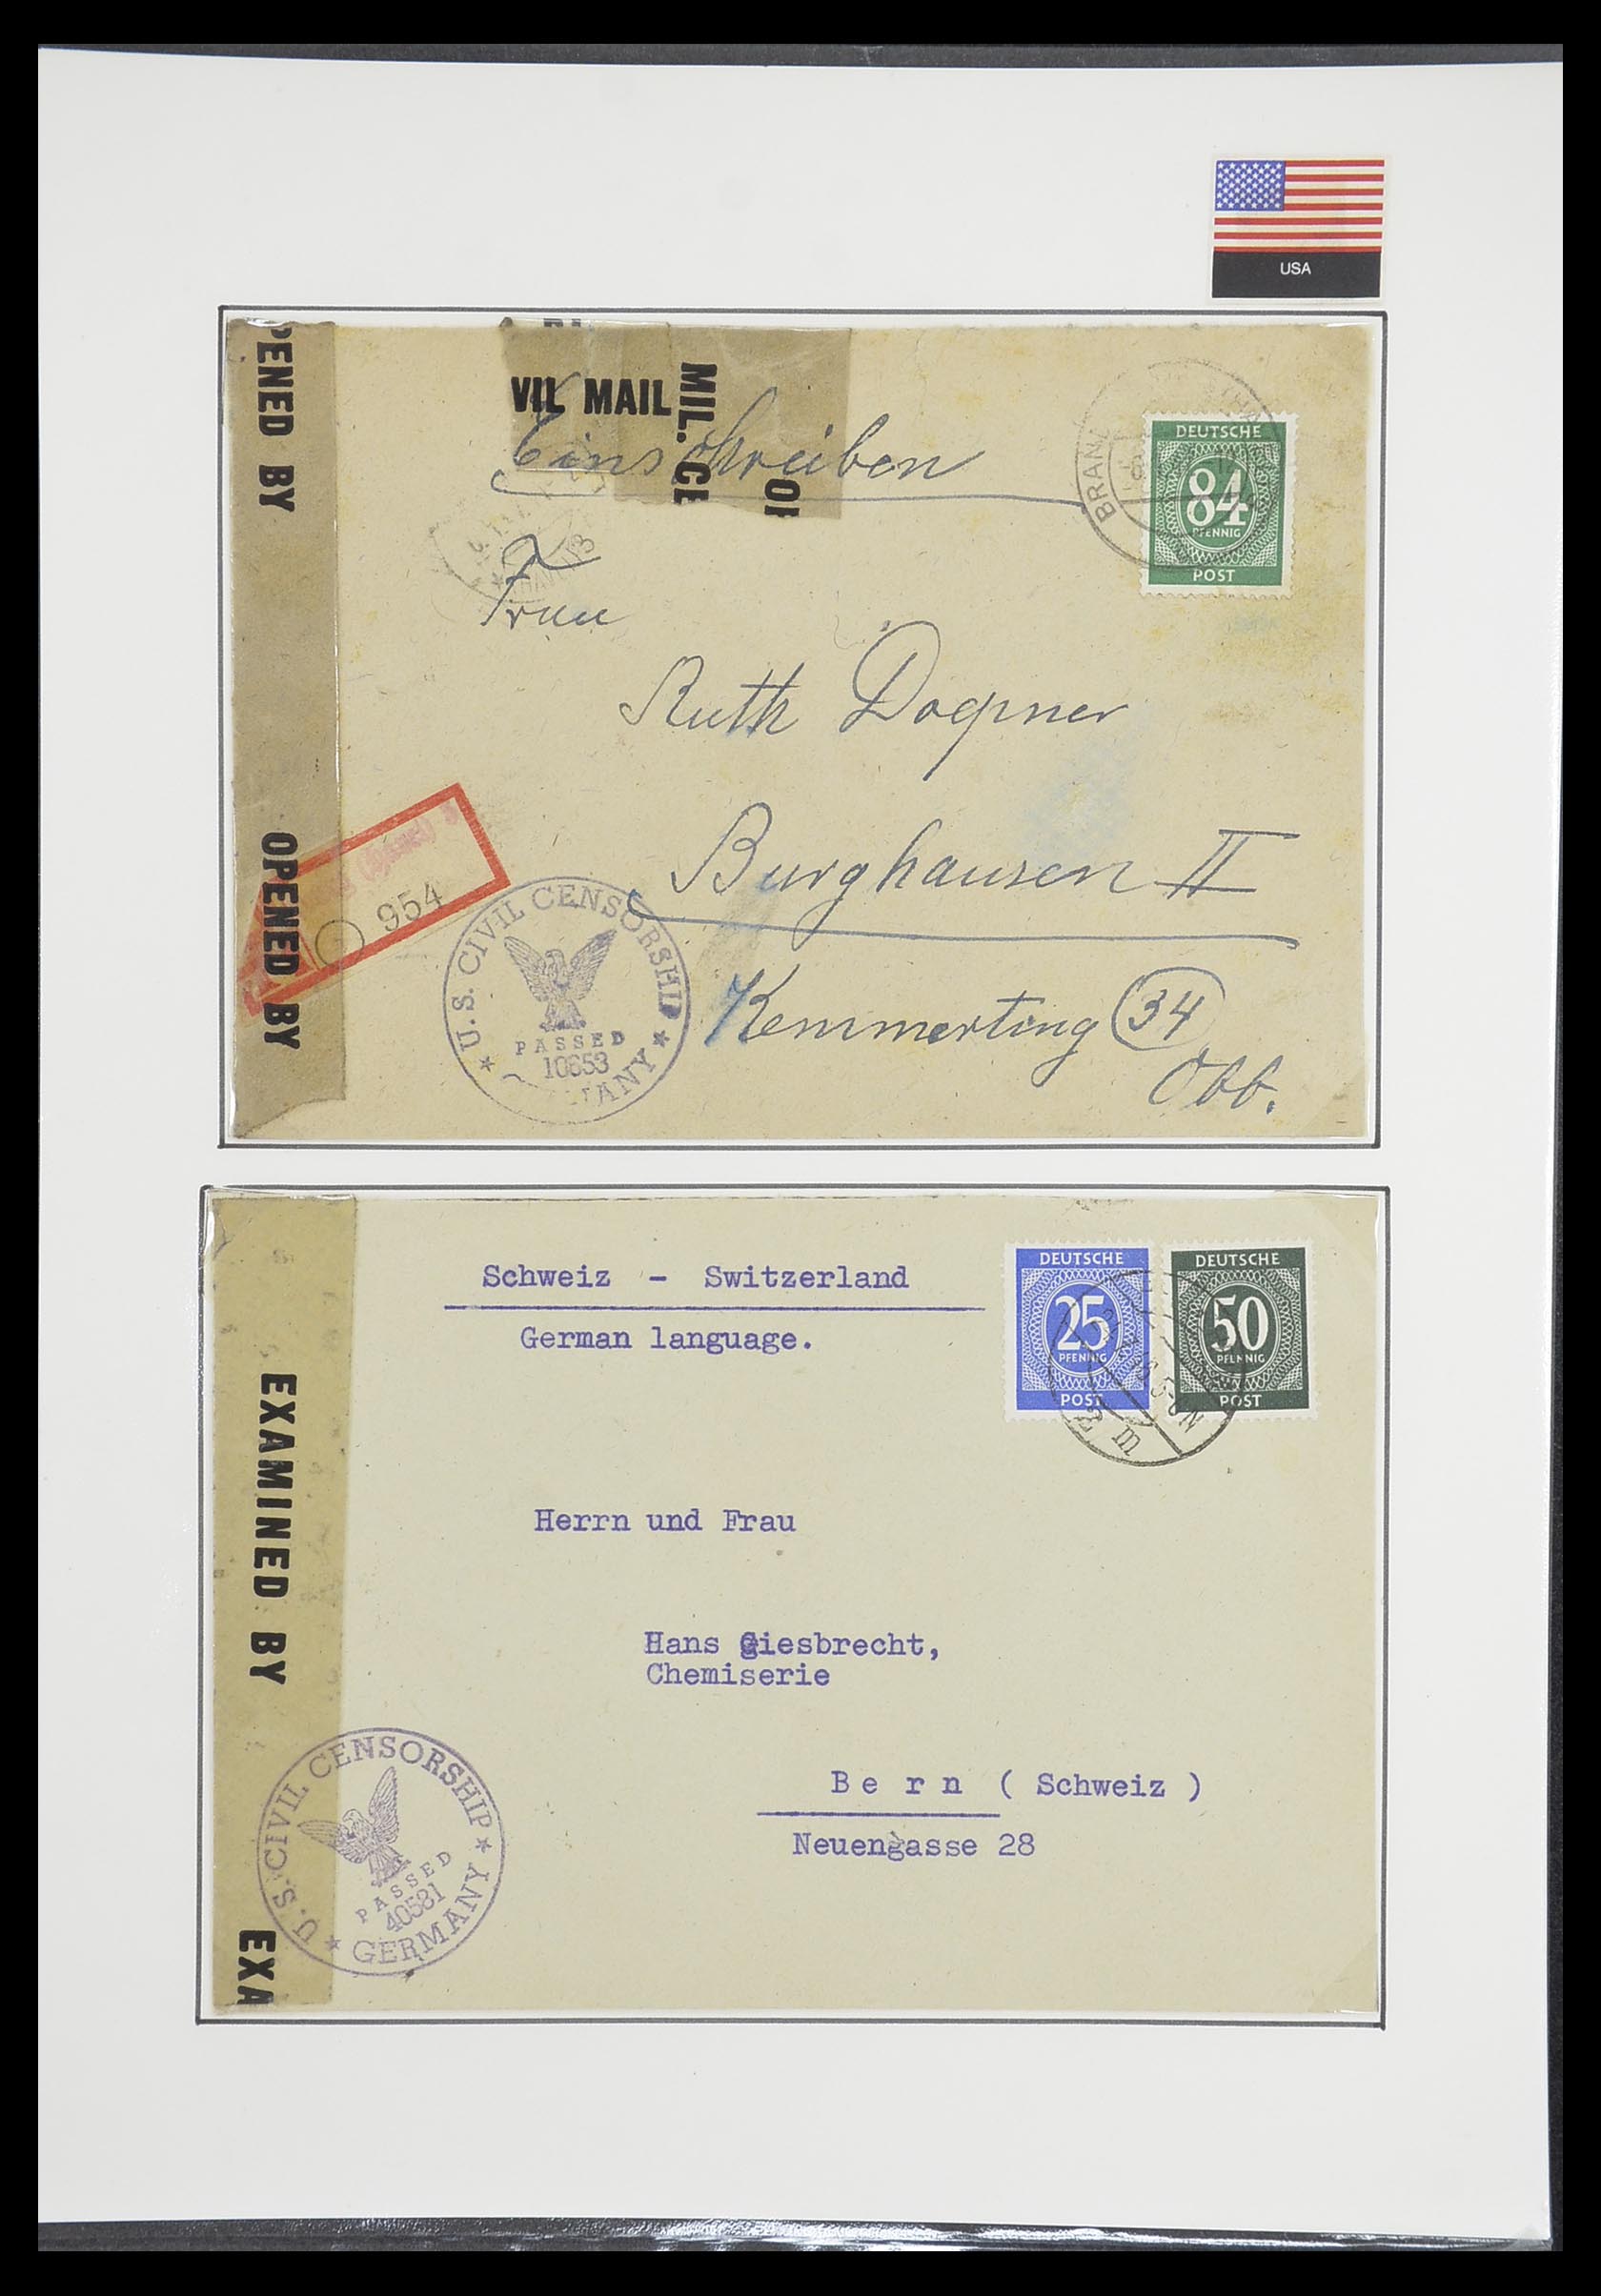 USA
PENED BY
OPENED BY
VIL MAIL
MIL. CE
Einschreiben
BRAN
DEUTSCHE
84
PFENNIG
POST
Frau
Ruth Doepner
Burghausen II
Kemmerting 34
Obb.
954
U.S. CIVIL CENSORSHIP
PASSED
10653
EXAMINED BY
EXA
Schweiz - Switzerland
German language.
DEUTSCHE
25
PFENNIG
POST
DEUTSCHE
50
PFENNIG
POST
Herrn und Frau
Hans Giesbrecht,
Chemiserie
Bern (Schweiz)
Neuengasse 28
U.S. CIVIL CENSORSHIP
PASSED
40581
GERMANY